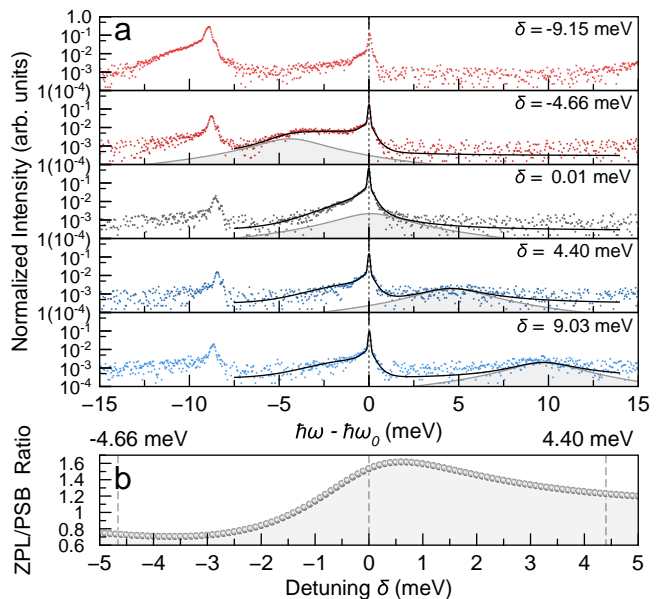 Normalized Intensity (arb. units)
a
δ = -9.15 meV
1.0
10⁻¹
10⁻²
10⁻³
1(10⁻⁴)
δ = -4.66 meV
10⁻¹
10⁻²
10⁻³
1(10⁻⁴)
δ = 0.01 meV
10⁻¹
10⁻²
10⁻³
1(10⁻⁴)
δ = 4.40 meV
10⁻¹
10⁻²
10⁻³
1(10⁻⁴)
δ = 9.03 meV
10⁻¹
10⁻²
10⁻³
10⁻⁴
−15 −10 −5 0 5 10 15
-4.66 meV ħω - ħω₀ (meV) 4.40 meV
ZPL/PSB Ratio
b
1.6
1.4
1.2
1.0
0.8
0.6
−5 −4 −3 −2 −1 0 1 2 3 4 5
Detuning δ (meV)